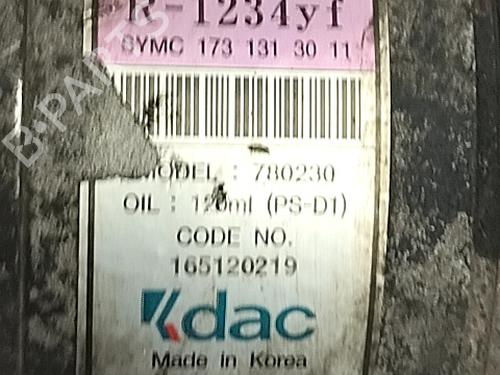 R-1234yf
SYMC 173 131 30 11
MODEL : 780230
OIL : 120ml (PS-D1)
CODE NO.
165120219
Kdac
Made in Korea
B-PARTS